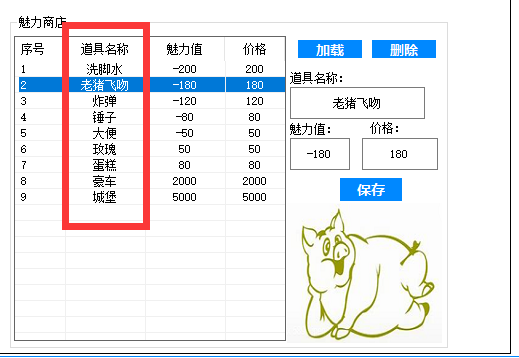 魅力商店
序号 道具名称 魅力值 价格
1 洗脚水 -200 200
2 老猪飞吻 -180 180
3 炸弹 -120 120
4 锤子 -80 80
5 大便 -50 50
6 玫瑰 50 50
7 蛋糕 80 80
8 豪车 2000 2000
9 城堡 5000 5000
加载 删除
道具名称：
老猪飞吻
魅力值： 价格：
-180 180
保存